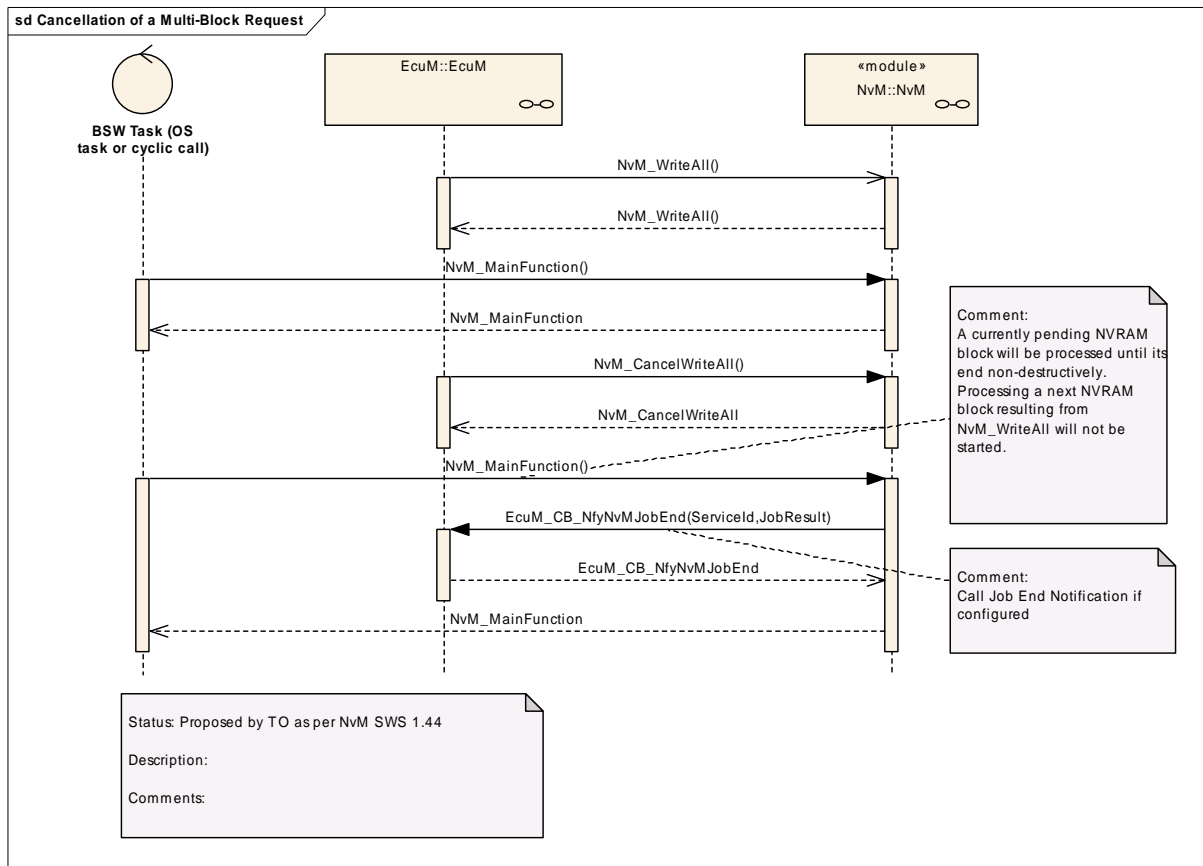 sd Cancellation of a Multi-Block Request
EcuM::EcuM
«module»
NvM::NvM
BSW Task (OS
task or cyclic call)
NvM_WriteAll()
NvM_WriteAll()
NvM_MainFunction()
NvM_MainFunction
NvM_CancelWriteAll()
NvM_CancelWriteAll
Comment:
A currently pending NVRAM
block will be processed until its
end non-destructively.
Processing a next NVRAM
block resulting from
NvM_WriteAll will not be
started.
NvM_MainFunction()
EcuM_CB_NfyNvMJobEnd(ServiceId,JobResult)
EcuM_CB_NfyNvMJobEnd
Comment:
Call Job End Notification if
configured
NvM_MainFunction
Status: Proposed by TO as per NvM SWS 1.44
Description:
Comments: